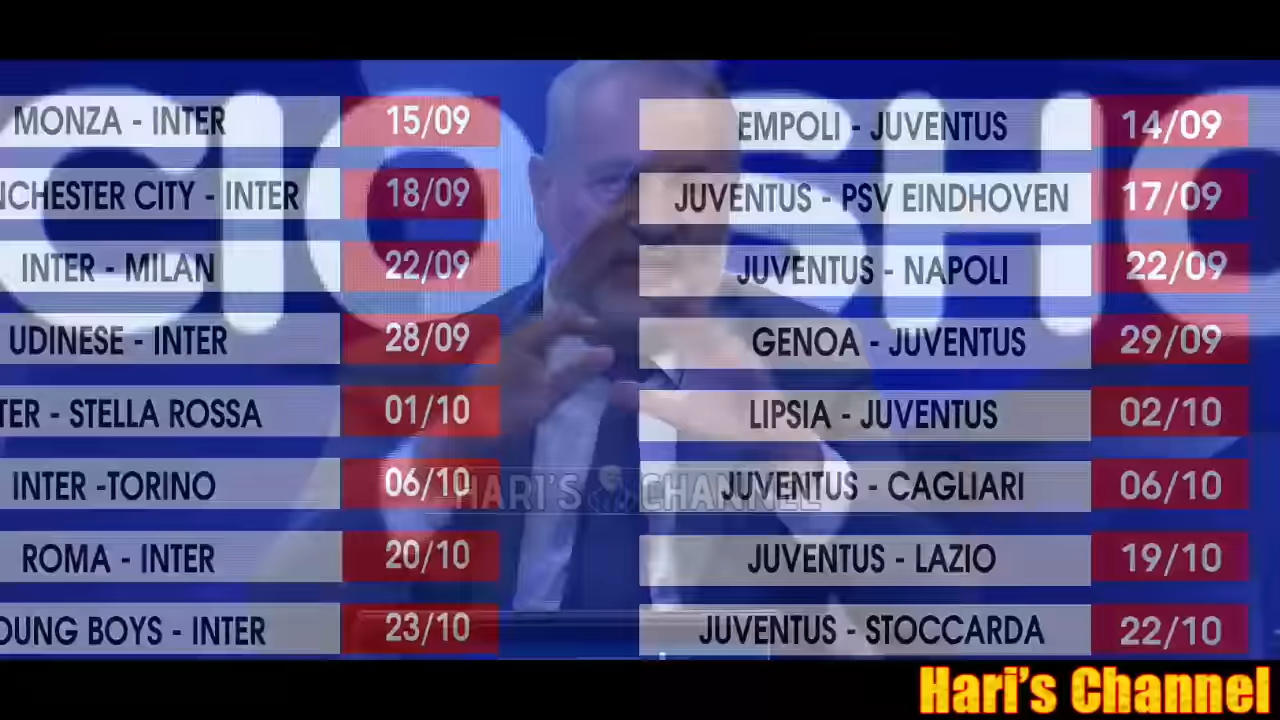 MONZA - INTER 15/09
NCHESTER CITY - INTER 18/09
INTER - MILAN 22/09
UDINESE - INTER 28/09
TER - STELLA ROSSA 01/10
INTER -TORINO 06/10
ROMA - INTER 20/10
OUNG BOYS - INTER 23/10
EMPOLI - JUVENTUS 14/09
JUVENTUS - PSV EINDHOVEN 17/09
JUVENTUS - NAPOLI 22/09
GENOA - JUVENTUS 29/09
LIPSIA - JUVENTUS 02/10
JUVENTUS - CAGLIARI 06/10
JUVENTUS - LAZIO 19/10
JUVENTUS - STOCCARDA 22/10
CIO SHO
HARI'S CHANNEL
Hari's Channel